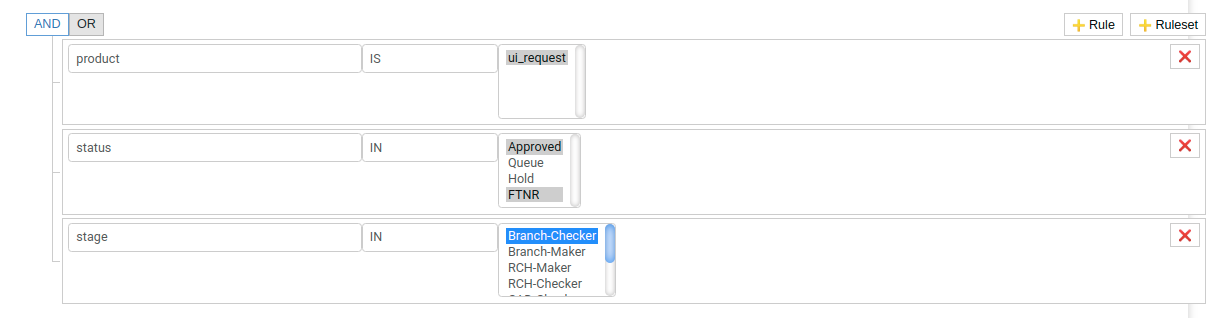 AND OR Rule Ruleset
product IS ui_request
status IN Approved
Queue
Hold
FTNR
stage IN Branch-Checker
Branch-Maker
RCH-Maker
RCH-Checker